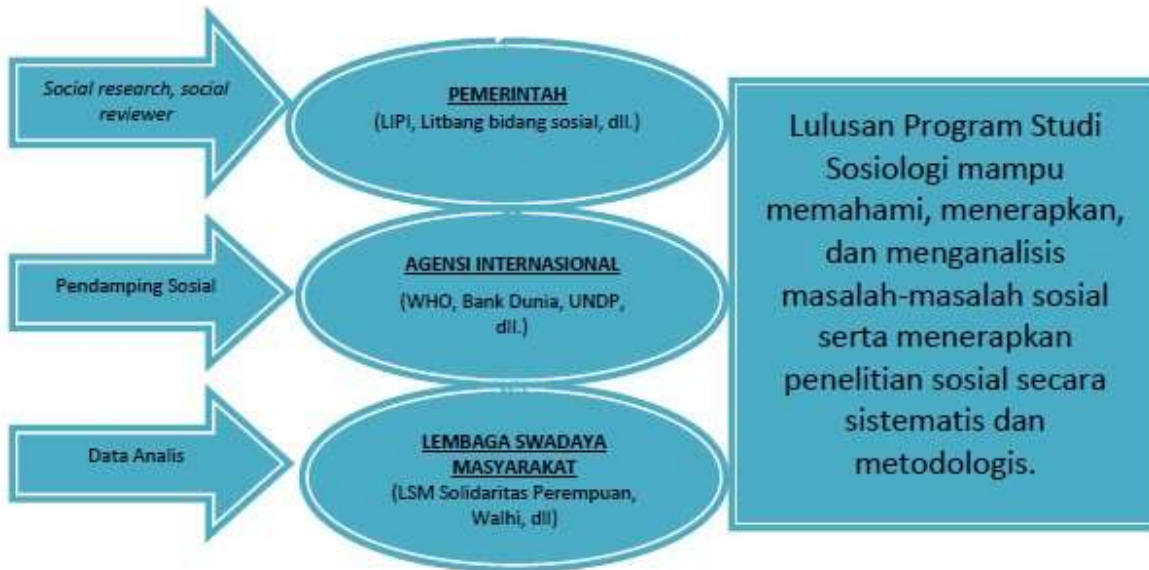 Social research, social
reviewer
PEMERINTAH
(LIPI, Litbang bidang sosial, dll.)
Pendamping Sosial
AGENSI INTERNASIONAL
(WHO, Bank Dunia, UNDP,
dll.)
Data Analis
LEMBAGA SWADAYA
MASYARAKAT
(LSM Solidaritas Perempuan,
Walhi, dll)
Lulusan Program Studi
Sosiologi mampu
memahami, menerapkan,
dan menganalisis
masalah-masalah sosial
serta menerapkan
penelitian sosial secara
sistematis dan
metodologis.